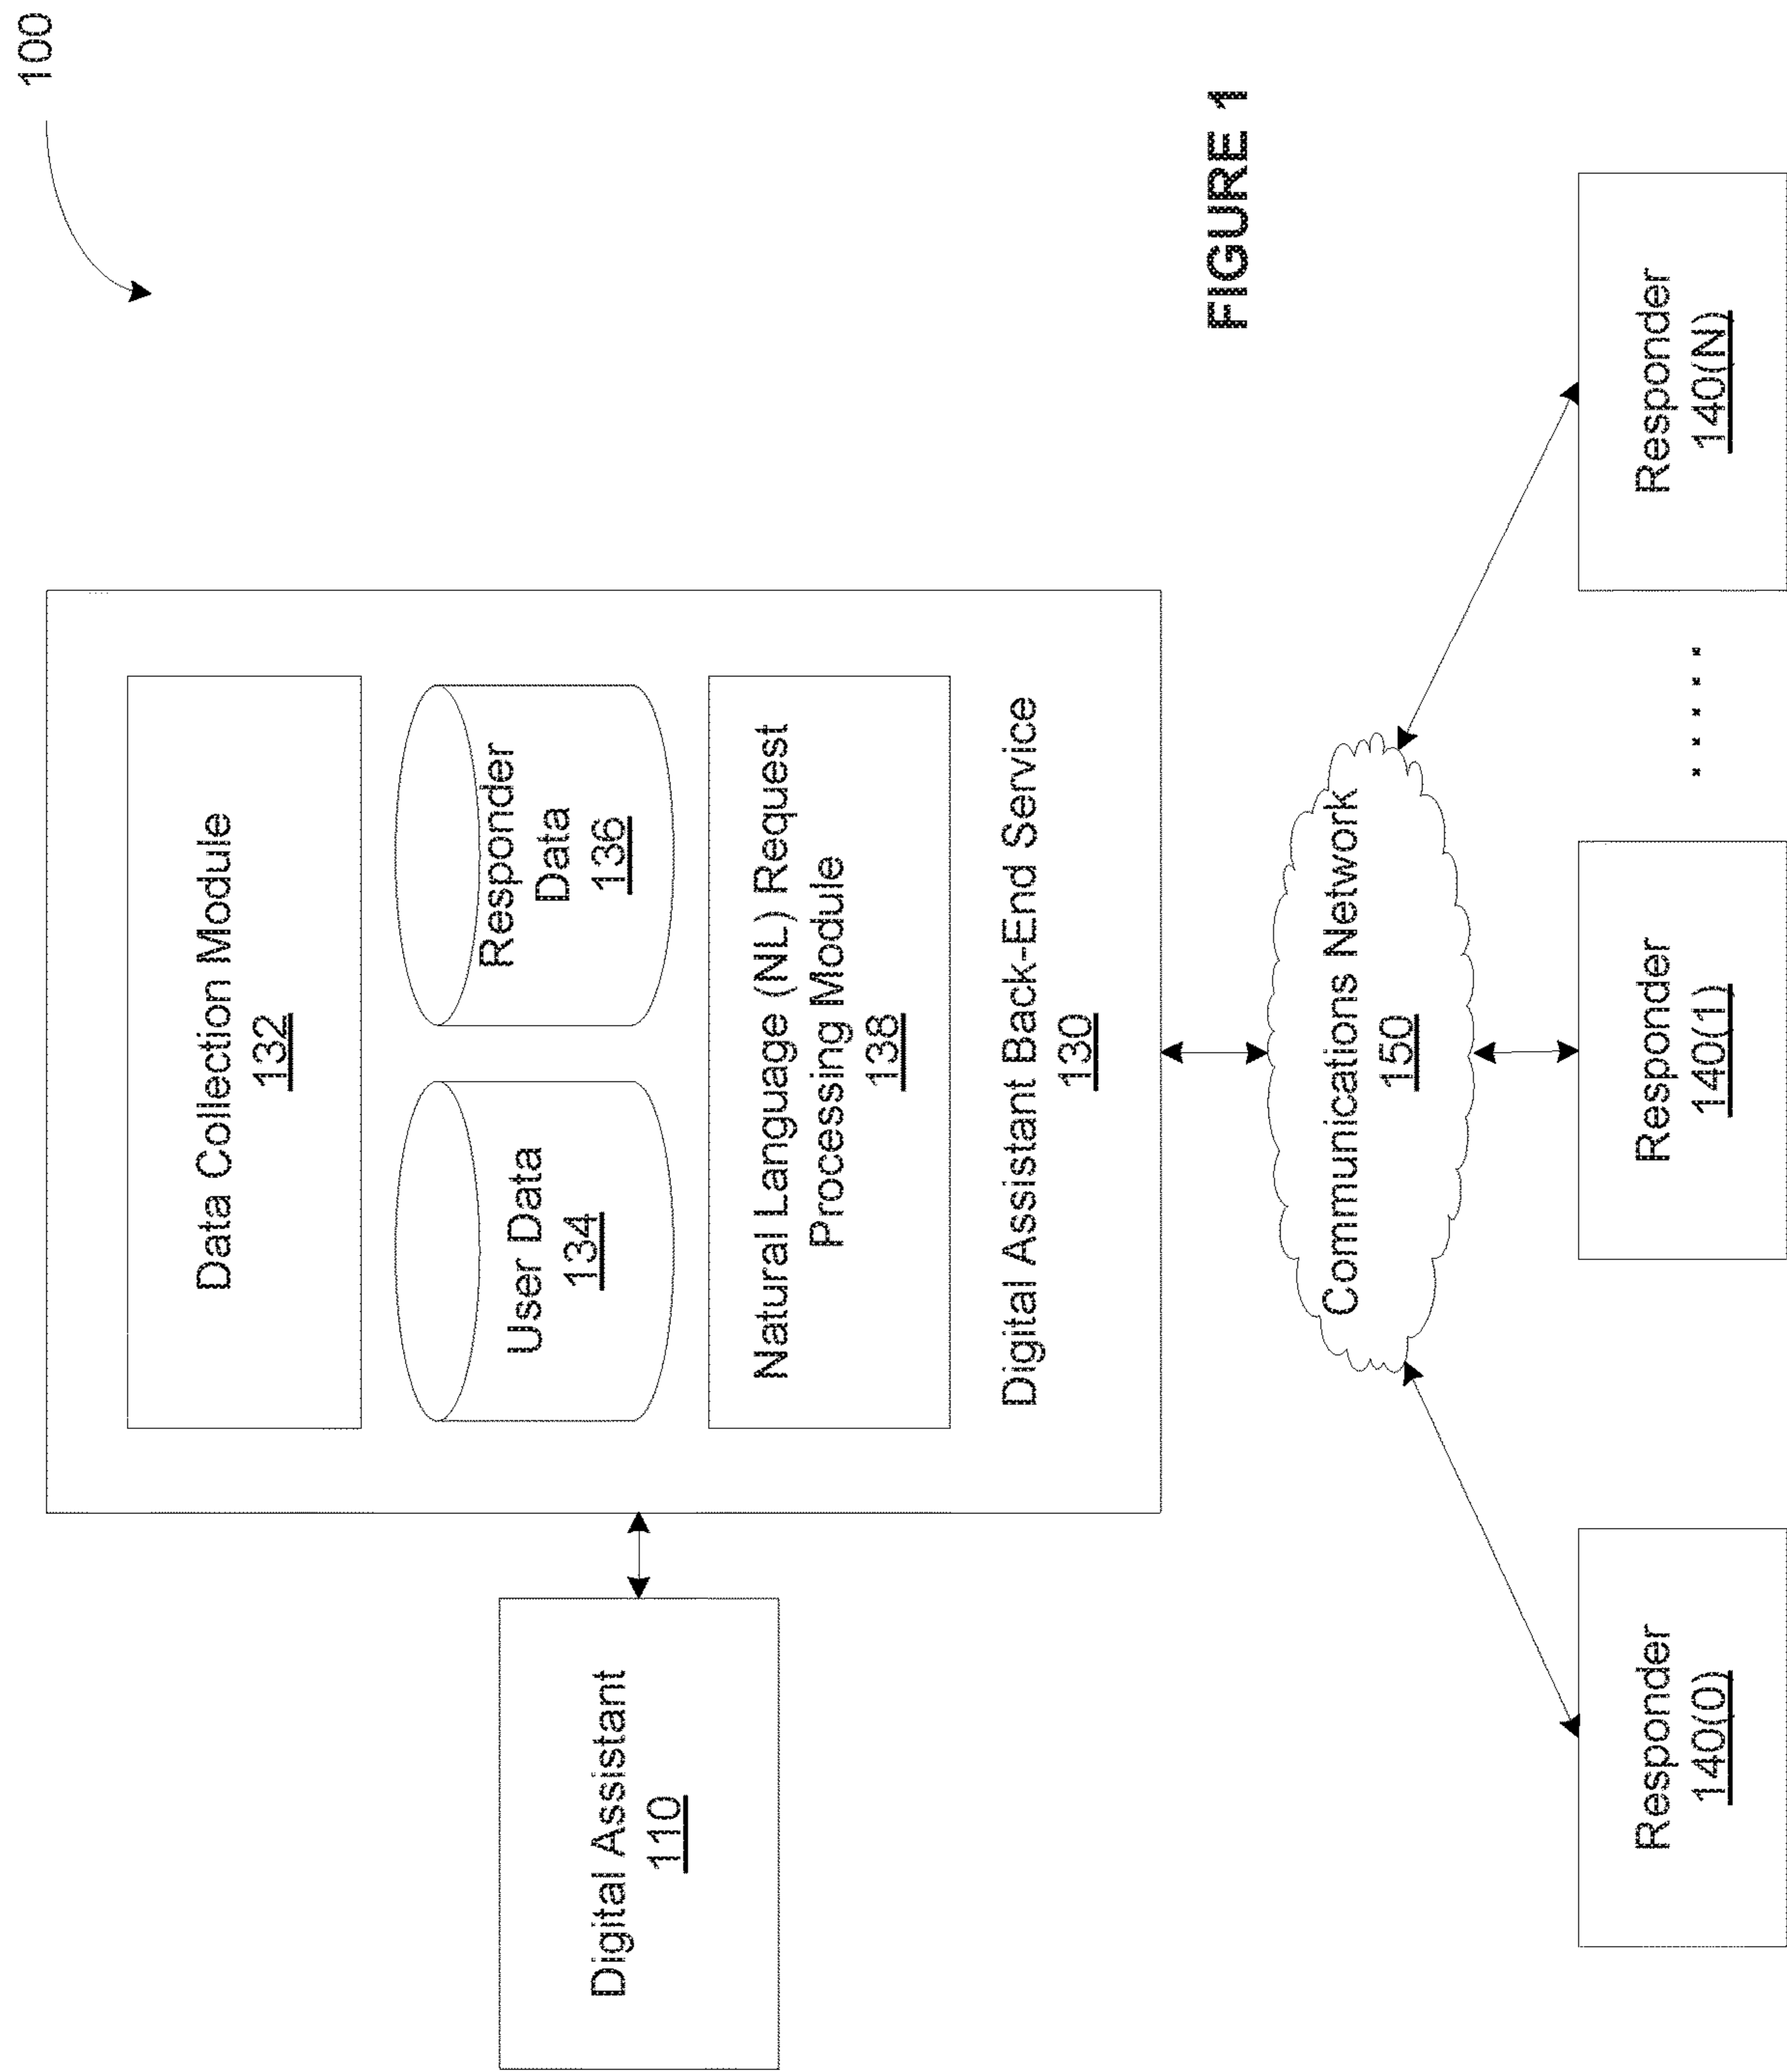 100
Data Collection Module
132
User Data
134
Responder
Data
136
Natural Language (NL) Request
Processing Module
138
Digital Assistant Back-End Service
130
Digital Assistant
110
Communications Network
150
FIGURE 1
Responder
140(0)
Responder
140(1)
.....
Responder
140(N)